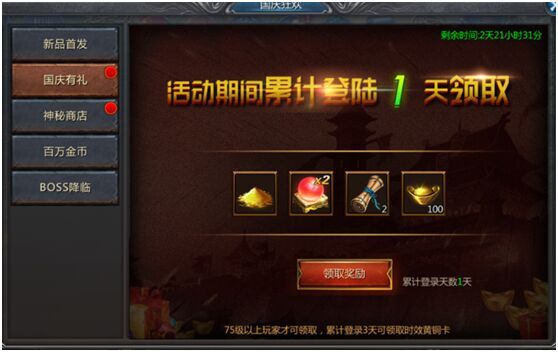 国庆狂欢
剩余时间:2天21小时31分
新品首发
国庆有礼
神秘商店
百万金币
BOSS降临
活动期间累计登陆 1 天领取
x2
2
100
领取奖励
累计登录天数1天
75级以上玩家才可领取，累计登录3天可领取时效黄铜卡